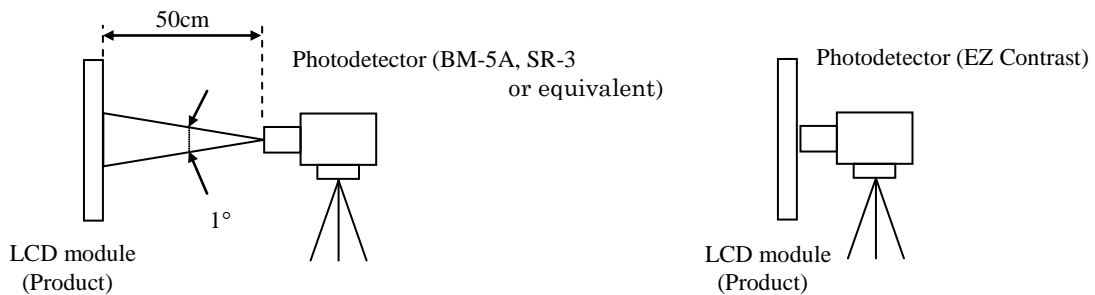 50cm
Photodetector (BM-5A, SR-3
or equivalent)
1°
LCD module
(Product)
Photodetector (EZ Contrast)
LCD module
(Product)